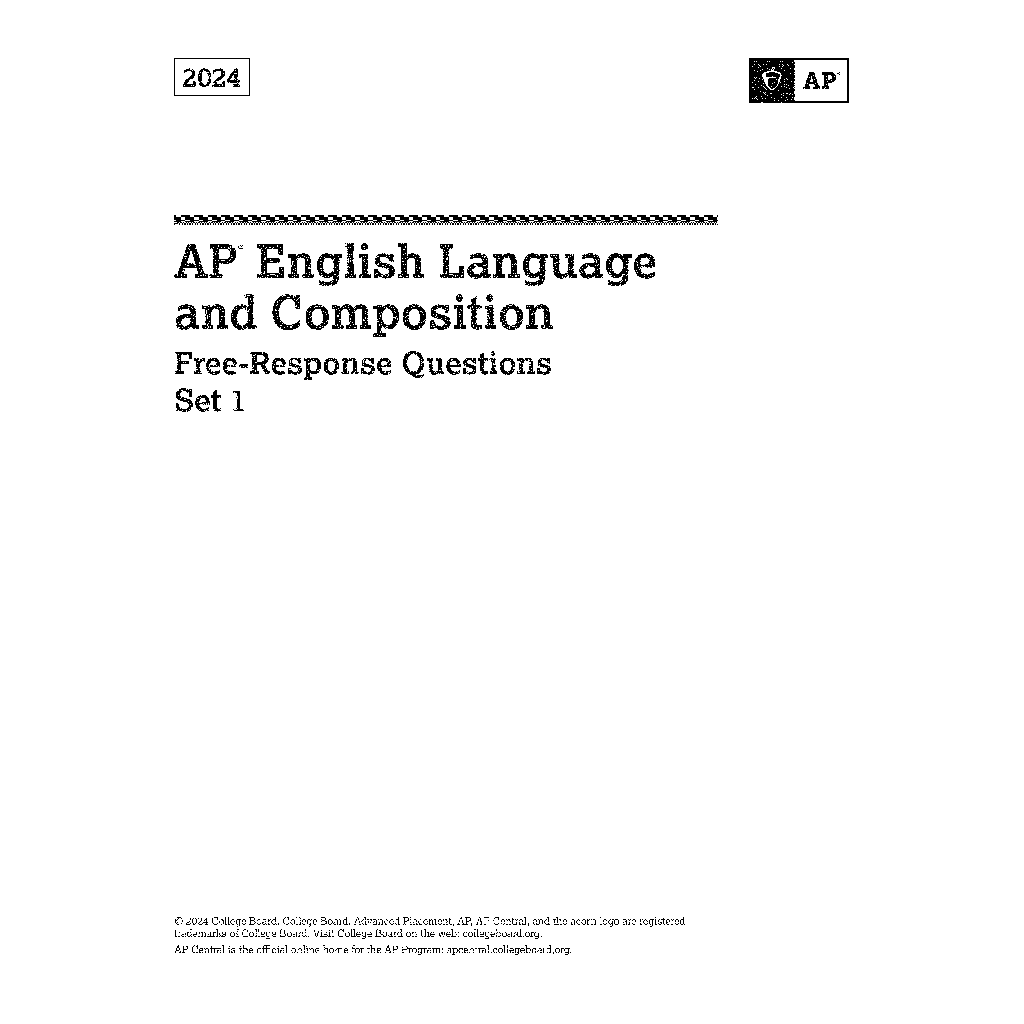 2024
AP®
AP® English Language
and Composition
Free-Response Questions
Set 1
© 2024 College Board. College Board, Advanced Placement, AP, AP Central, and the acorn logo are registered
trademarks of College Board. Visit College Board on the web: collegeboard.org.
AP Central is the official online home for the AP Program: apcentral.collegeboard.org.